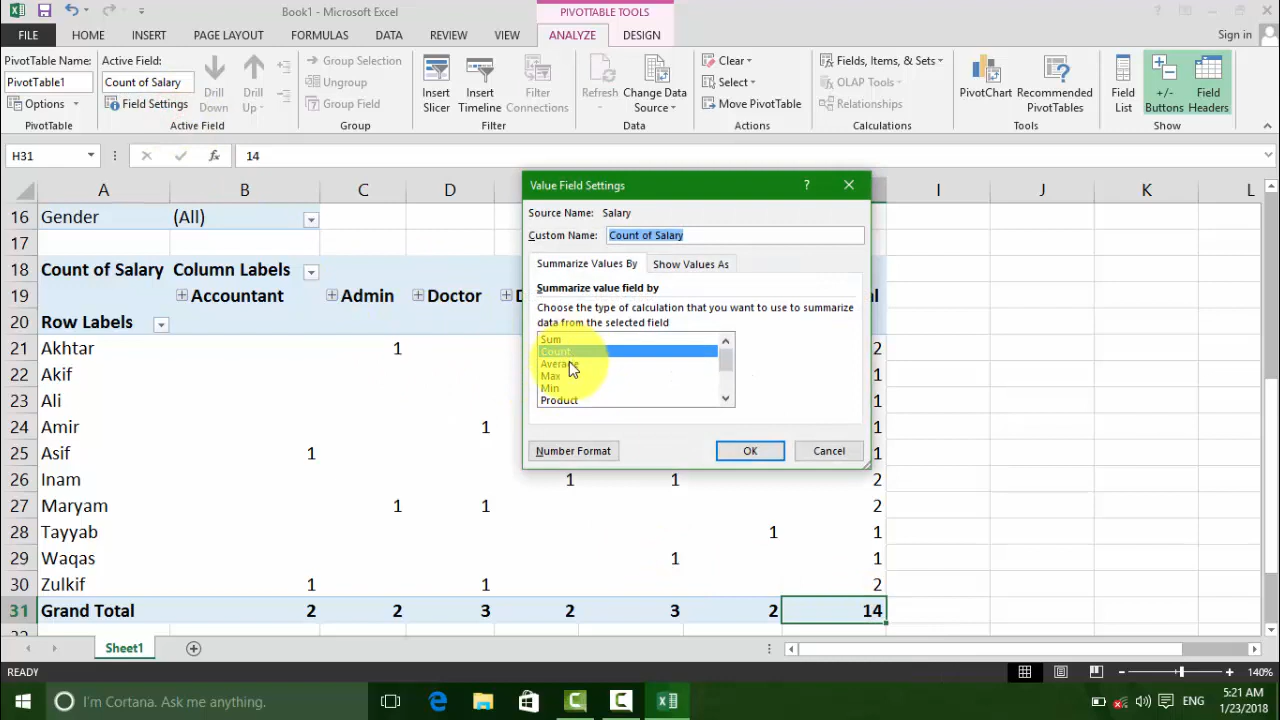 Book1 - Microsoft Excel
PIVOTTABLE TOOLS
?
FILE HOME INSERT PAGE LAYOUT FORMULAS DATA REVIEW VIEW ANALYZE DESIGN Sign in
PivotTable Name:
PivotTable1
Options
PivotTable
Active Field:
Count of Salary
Field Settings
Drill Down
Drill Up
Active Field
Group Selection
Ungroup
Group Field
Group
Insert Slicer
Insert Timeline
Filter Connections
Filter
Refresh
Change Data Source
Data
Clear
Select
Move PivotTable
Actions
Fields, Items, & Sets
OLAP Tools
Relationships
Calculations
PivotChart
Recommended PivotTables
Tools
Field List
+/- Buttons
Field Headers
Show
H31 fx 14
A B C D I J K L
16 Gender (All)
17
18 Count of Salary Column Labels
19 Accountant Admin Doctor
20 Row Labels
21 Akhtar 1 2
22 Akif 1
23 Ali 1
24 Amir 1 1
25 Asif 1 1
26 Inam 1 1 2
27 Maryam 1 1 2
28 Tayyab 1 1
29 Waqas 1 1
30 Zulkif 1 1 2
31 Grand Total 2 2 3 2 3 2 14
Value Field Settings ?
Source Name: Salary
Custom Name: Count of Salary
Summarize Values By Show Values As
Summarize value field by
Choose the type of calculation that you want to use to summarize
data from the selected field
Sum
Count
Average
Max
Min
Product
Number Format OK Cancel
Sheet1
READY 140%
I'm Cortana. Ask me anything.
ENG
5:21 AM
1/23/2018